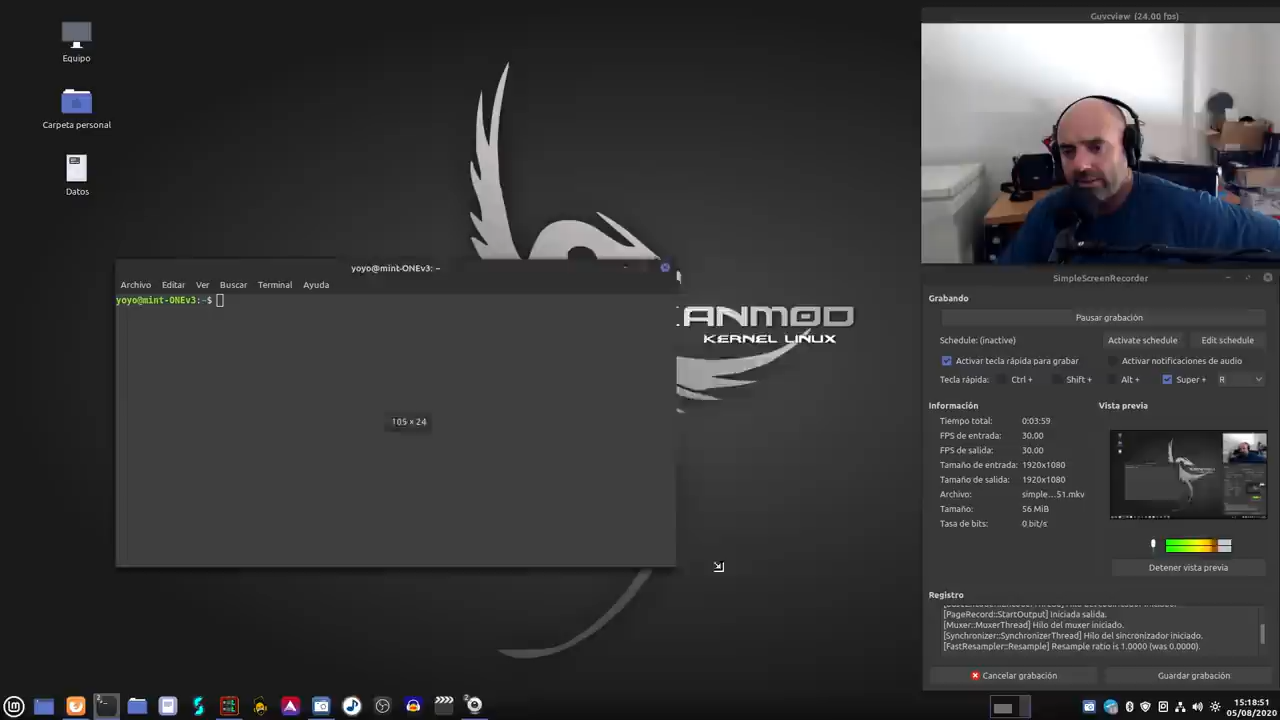 Equipo
Carpeta personal
Datos
Guvcview (24.00 fps)
yoyo@mint-ONEv3: ~
Archivo Editar Ver Buscar Terminal Ayuda
yoyo@mint-ONEv3:~$
105 × 24
ANMOD
KERNEL LINUX
SimpleScreenRecorder
Grabando
Pausar grabación
Schedule: (inactive) Activate schedule Edit schedule
Activar tecla rápida para grabar Activar notificaciones de audio
Tecla rápida: Ctrl + Shift + Alt + Super + R
Información
Tiempo total: 0:03:59
FPS de entrada: 30.00
FPS de salida: 30.00
Tamaño de entrada: 1920x1080
Tamaño de salida: 1920x1080
Archivo: simple...51.mkv
Tamaño: 56 MiB
Tasa de bits: 0 bit/s
Vista previa
Detener vista previa
Registro
[PageRecord::StartOutput] Iniciada salida.
[Muxer::MuxerThread] Hilo del muxer iniciado.
[Synchronizer::SynchronizerThread] Hilo del sincronizador iniciado.
[FastResampler::Resample] Resample ratio is 1.0000 (was 0.0000).
Cancelar grabación Guardar grabación
15:18:51
05/08/2020